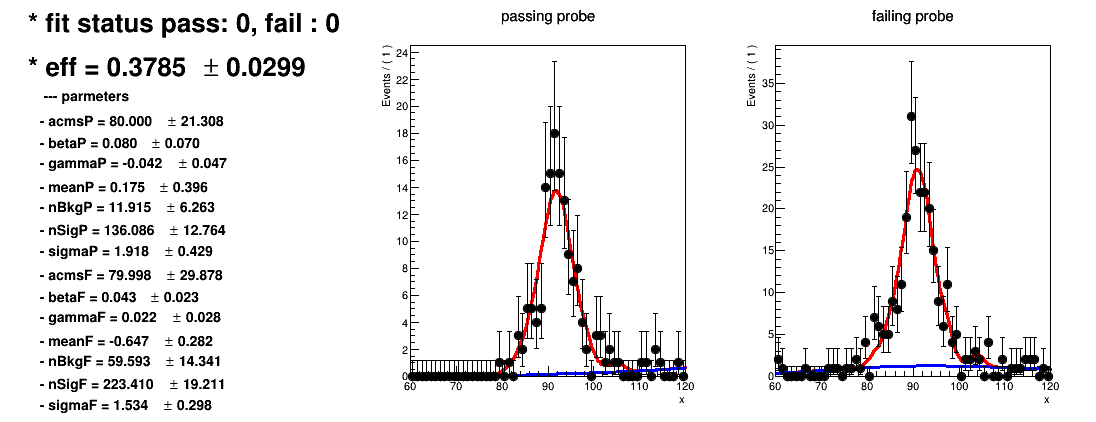 * fit status pass: 0, fail : 0
* eff = 0.3785 ± 0.0299
--- parmeters
- acmsP = 80.000 ± 21.308
- betaP = 0.080 ± 0.070
- gammaP = -0.042 ± 0.047
- meanP = 0.175 ± 0.396
- nBkgP = 11.915 ± 6.263
- nSigP = 136.086 ± 12.764
- sigmaP = 1.918 ± 0.429
- acmsF = 79.998 ± 29.878
- betaF = 0.043 ± 0.023
- gammaF = 0.022 ± 0.028
- meanF = -0.647 ± 0.282
- nBkgF = 59.593 ± 14.341
- nSigF = 223.410 ± 19.211
- sigmaF = 1.534 ± 0.298
passing probe
Events / ( 1 )
24
22
20
18
16
14
12
10
8
6
4
2
0
60 70 80 90 100 110 120
x
failing probe
Events / ( 1 )
35
30
25
20
15
10
5
0
60 70 80 90 100 110 120
x